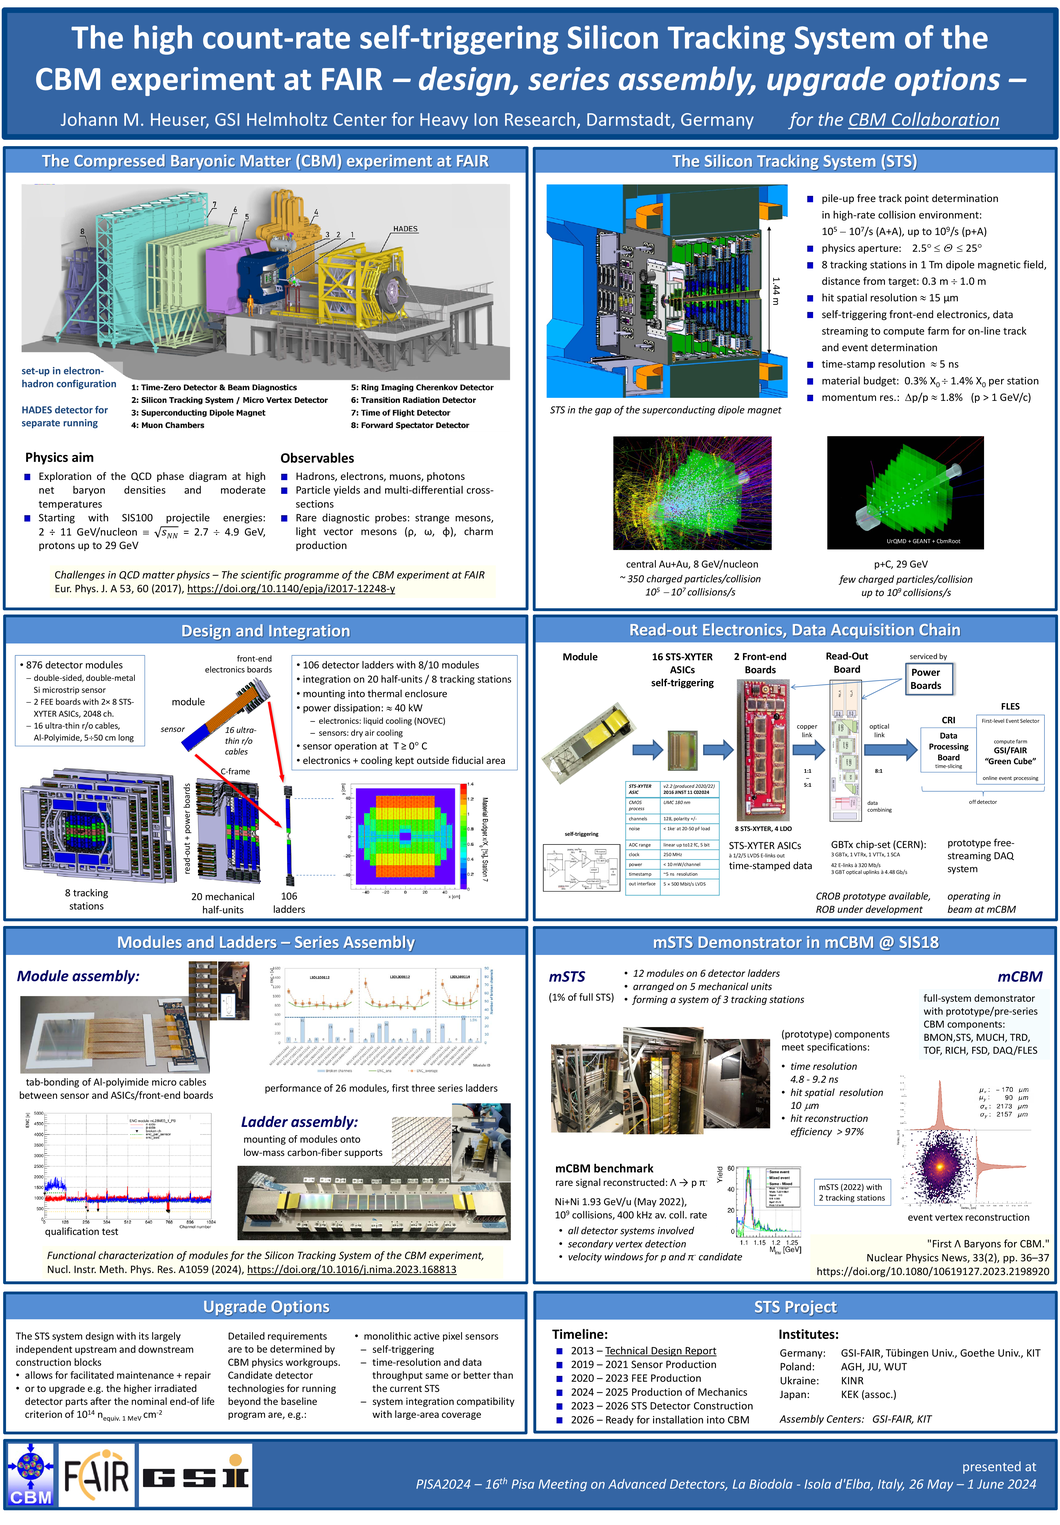 The high count-rate self-triggering Silicon Tracking System of the
CBM experiment at FAIR – design, series assembly, upgrade options –
Johann M. Heuser, GSI Helmholtz Center for Heavy Ion Research, Darmstadt, Germany for the CBM Collaboration
The Compressed Baryonic Matter (CBM) experiment at FAIR
8
7
6
5
4
3
2
1
HADES
set-up in electron-
hadron configuration
HADES detector for
separate running
1: Time-Zero Detector & Beam Diagnostics
2: Silicon Tracking System / Micro Vertex Detector
3: Superconducting Dipole Magnet
4: Muon Chambers
5: Ring Imaging Cherenkov Detector
6: Transition Radiation Detector
7: Time of Flight Detector
8: Forward Spectator Detector
Physics aim
■ Exploration of the QCD phase diagram at high
net baryon densities and moderate
temperatures
■ Starting with SIS100 projectile energies:
2 ÷ 11 GeV/nucleon = √sNN = 2.7 ÷ 4.9 GeV,
protons up to 29 GeV
Observables
■ Hadrons, electrons, muons, photons
■ Particle yields and multi-differential cross-
sections
■ Rare diagnostic probes: strange mesons,
light vector mesons (ρ, ω, ϕ), charm
production
Challenges in QCD matter physics – The scientific programme of the CBM experiment at FAIR
Eur. Phys. J. A 53, 60 (2017), https://doi.org/10.1140/epja/i2017-12248-y
The Silicon Tracking System (STS)
1.44 m
STS in the gap of the superconducting dipole magnet
■ pile-up free track point determination
in high-rate collision environment:
10⁵ – 10⁷/s (A+A), up to 10⁹/s (p+A)
■ physics aperture: 2.5° ≤ Θ ≤ 25°
■ 8 tracking stations in 1 Tm dipole magnetic field,
distance from target: 0.3 m ÷ 1.0 m
■ hit spatial resolution ≈ 15 µm
■ self-triggering front-end electronics, data
streaming to compute farm for on-line track
and event determination
■ time-stamp resolution ≈ 5 ns
■ material budget: 0.3% X₀ ÷ 1.4% X₀ per station
■ momentum res.: Δp/p ≈ 1.8% (p > 1 GeV/c)
UrQMD + GEANT + CbmRoot
central Au+Au, 8 GeV/nucleon
~ 350 charged particles/collision
10⁵ – 10⁷ collisions/s
p+C, 29 GeV
few charged particles/collision
up to 10⁹ collisions/s
Design and Integration
• 876 detector modules
– double-sided, double-metal
Si microstrip sensor
– 2 FEE boards with 2× 8 STS-
XYTER ASICs, 2048 ch.
– 16 ultra-thin r/o cables,
Al-Polyimide, 5÷50 cm long
front-end
electronics boards
module
sensor
16 ultra-
thin r/o
cables
• 106 detector ladders with 8/10 modules
• integration on 20 half-units / 8 tracking stations
• mounting into thermal enclosure
• power dissipation: ≈ 40 kW
– electronics: liquid cooling (NOVEC)
– sensors: dry air cooling
• sensor operation at T ≥ 0° C
• electronics + cooling kept outside fiducial area
C-frame
read-out + power boards
8 tracking
stations
20 mechanical
half-units
106
ladders
Material Budget x/X₀ [%], Station 7
Read-out Electronics, Data Acquisition Chain
Module
16 STS-XYTER
ASICs
self-triggering
2 Front-end
Boards
Read-Out
Board
serviced by
Power
Boards
copper
link
1:1
–
5:1
optical
link
8:1
data
combining
CRI
Data
Processing
Board
time-slicing
FLES
First-level Event Selector
compute farm
GSI/FAIR
"Green Cube"
online event processing
off detector
self-triggering
STS-XYTER ASIC v2.2 (produced 2020/22) 2016 JINST 11 C02024
CMOS process UMC 180 nm
channels 128, polarity +/-
noise < 1ke at 20-50 pF load
ADC range linear up to12 fC, 5 bit
clock 250 MHz
power < 10 mW/channel
timestamp ~5 ns resolution
out interface 5 × 500 Mbit/s LVDS
8 STS-XYTER, 4 LDO
STS-XYTER ASICs
à 1/2/5 LVDS E-links out
time-stamped data
GBTx chip-set (CERN):
3 GBTx, 1 VTRx, 1 VTTx, 1 SCA
42 E-links à 320 Mb/s
3 GBT optical uplinks à 4.48 Gb/s
prototype free-
streaming DAQ
system
CROB prototype available,
ROB under development
operating in
beam at mCBM
Modules and Ladders – Series Assembly
Module assembly:
tab-bonding of Al-polyimide micro cables
between sensor and ASICs/front-end boards
performance of 26 modules, first three series ladders
qualification test
Ladder assembly:
mounting of modules onto
low-mass carbon-fiber supports
Functional characterization of modules for the Silicon Tracking System of the CBM experiment,
Nucl. Instr. Meth. Phys. Res. A1059 (2024), https://doi.org/10.1016/j.nima.2023.168813
mSTS Demonstrator in mCBM @ SIS18
mSTS
(1% of full STS)
• 12 modules on 6 detector ladders
• arranged on 5 mechanical units
• forming a system of 3 tracking stations
mCBM
full-system demonstrator
with prototype/pre-series
CBM components:
BMON,STS, MUCH, TRD,
TOF, RICH, FSD, DAQ/FLES
(prototype) components
meet specifications:
• time resolution
4.8 - 9.2 ns
• hit spatial resolution
10 µm
• hit reconstruction
efficiency > 97%
μx: −170 μm
μy: 90 μm
σx: 2173 μm
σy: 2157 μm
mSTS (2022) with
2 tracking stations
event vertex reconstruction
mCBM benchmark
rare signal reconstructed: Λ → p π⁻
Ni+Ni 1.93 GeV/u (May 2022),
10⁹ collisions, 400 kHz av. coll. rate
• all detector systems involved
• secondary vertex detection
• velocity windows for p and π⁻ candidate
Yield
60
40
20
0
1.1 1.15 1.2 1.25
Minv [GeV]
"First Λ Baryons for CBM."
Nuclear Physics News, 33(2), pp. 36–37
https://doi.org/10.1080/10619127.2023.2198920
Upgrade Options
The STS system design with its largely
independent upstream and downstream
construction blocks
• allows for facilitated maintenance + repair
• or to upgrade e.g. the higher irradiated
detector parts after the nominal end-of life
criterion of 10¹⁴ nequiv. 1 MeV cm⁻²
Detailed requirements
are to be determined by
CBM physics workgroups.
Candidate detector
technologies for running
beyond the baseline
program are, e.g.:
• monolithic active pixel sensors
– self-triggering
– time-resolution and data
throughput same or better than
the current STS
– system integration compatibility
with large-area coverage
STS Project
Timeline:
■ 2013 – Technical Design Report
■ 2019 – 2021 Sensor Production
■ 2020 – 2023 FEE Production
■ 2024 – 2025 Production of Mechanics
■ 2023 – 2026 STS Detector Construction
■ 2026 – Ready for installation into CBM
Institutes:
Germany: GSI-FAIR, Tübingen Univ., Goethe Univ., KIT
Poland: AGH, JU, WUT
Ukraine: KINR
Japan: KEK (assoc.)
Assembly Centers: GSI-FAIR, KIT
CBM
FAIR
GSI
presented at
PISA2024 – 16th Pisa Meeting on Advanced Detectors, La Biodola - Isola d'Elba, Italy, 26 May – 1 June 2024